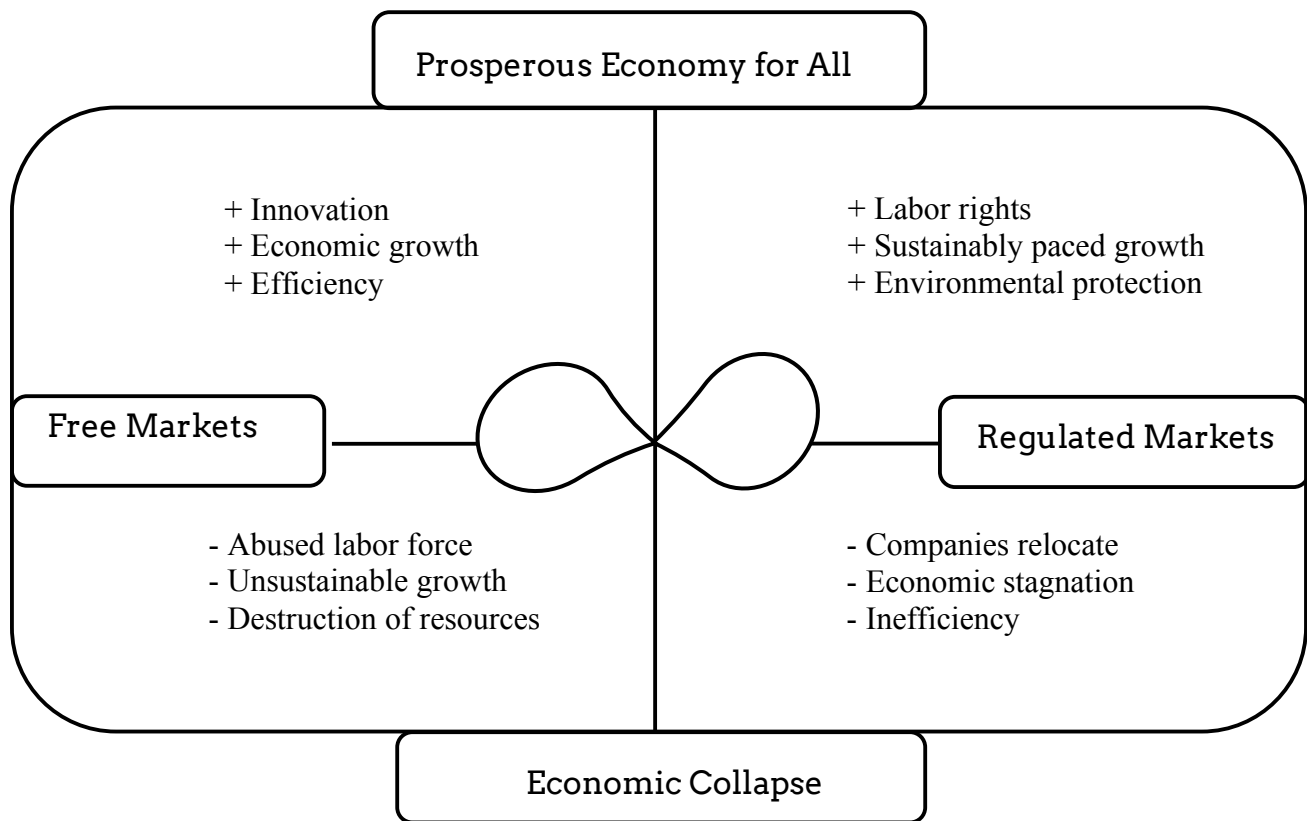 Prosperous Economy for All
+ Innovation
+ Economic growth
+ Efficiency
+ Labor rights
+ Sustainably paced growth
+ Environmental protection
Free Markets
Regulated Markets
- Abused labor force
- Unsustainable growth
- Destruction of resources
- Companies relocate
- Economic stagnation
- Inefficiency
Economic Collapse